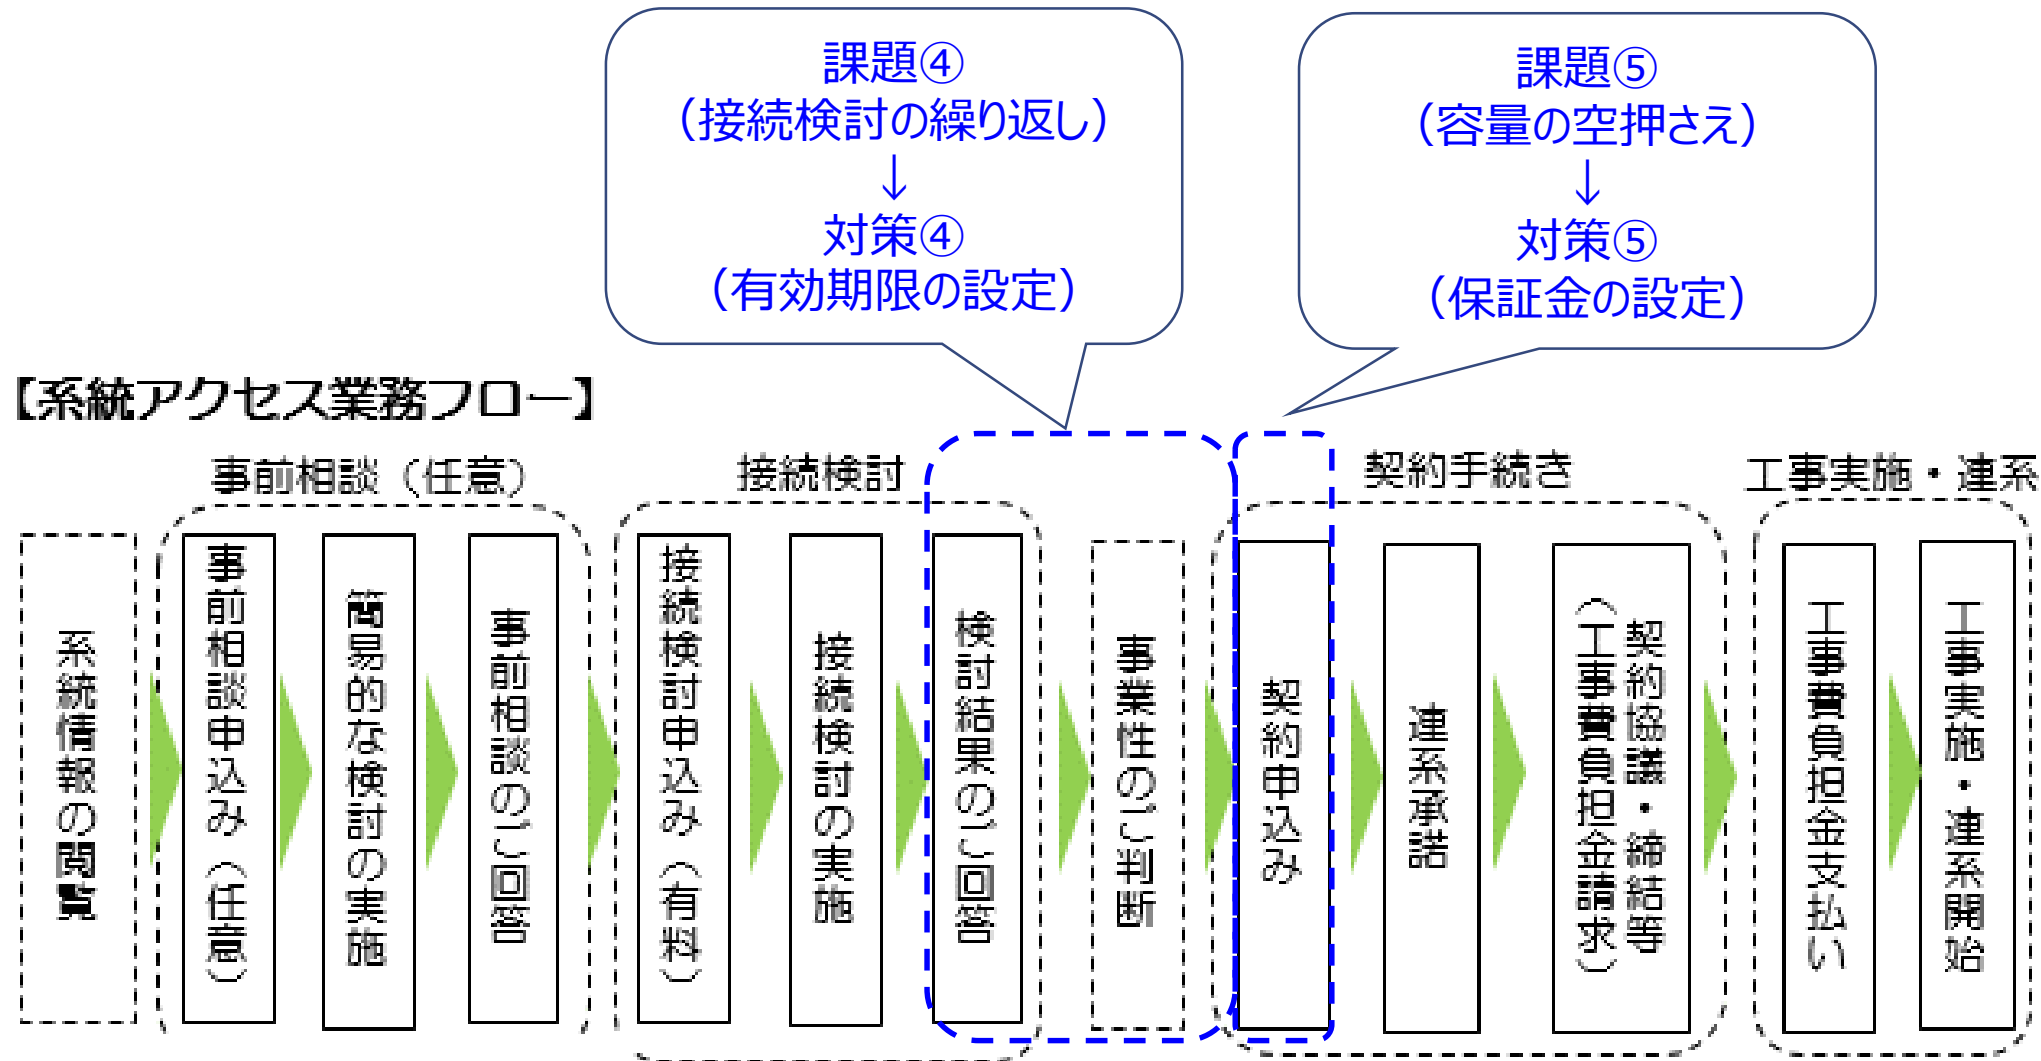 課題④
（接続検討の繰り返し）
↓
対策④
（有効期限の設定）
課題⑤
（容量の空押さえ）
↓
対策⑤
（保証金の設定）
【系統アクセス業務フロー】
事前相談（任意）
接続検討
契約手続き
工事実施・連系
系統情報の閲覧
事前相談申込み（任意）
簡易的な検討の実施
事前相談のご回答
接続検討申込み（有料）
接続検討の実施
検討結果のご回答
事業性のご判断
契約申込み
連系承諾
契約協議・締結等
（工事費負担金請求）
工事費負担金支払い
工事実施・連系開始